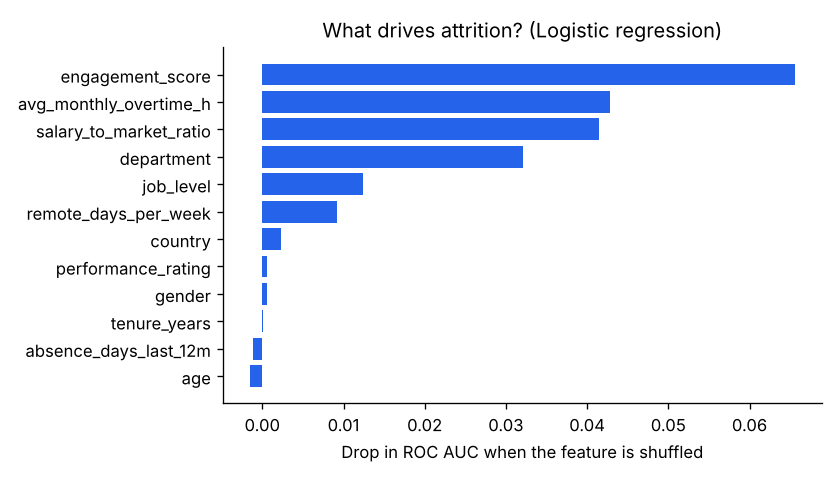 What drives attrition? (Logistic regression)
engagement_score
avg_monthly_overtime_h
salary_to_market_ratio
department
job_level
remote_days_per_week
country
performance_rating
gender
tenure_years
absence_days_last_12m
age
0.00 0.01 0.02 0.03 0.04 0.05 0.06
Drop in ROC AUC when the feature is shuffled